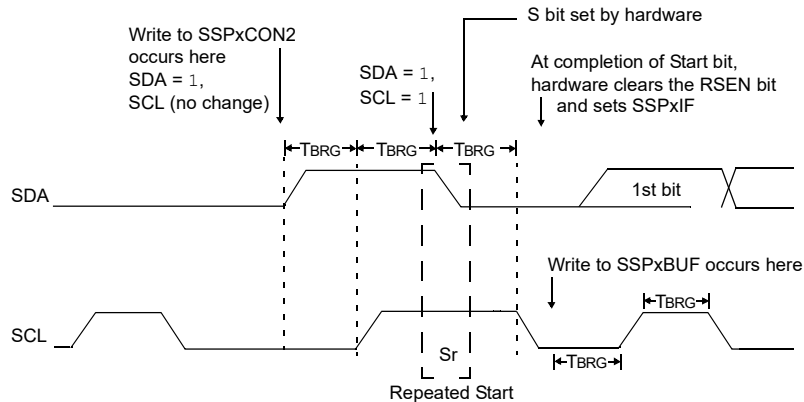 S bit set by hardware
Write to SSPxCON2
occurs here
SDA = 1,
SCL (no change)
SDA = 1,
SCL = 1
At completion of Start bit,
hardware clears the RSEN bit
and sets SSPxIF
TBRG
TBRG
TBRG
SDA
1st bit
Write to SSPxBUF occurs here
TBRG
SCL
Sr
TBRG
Repeated Start